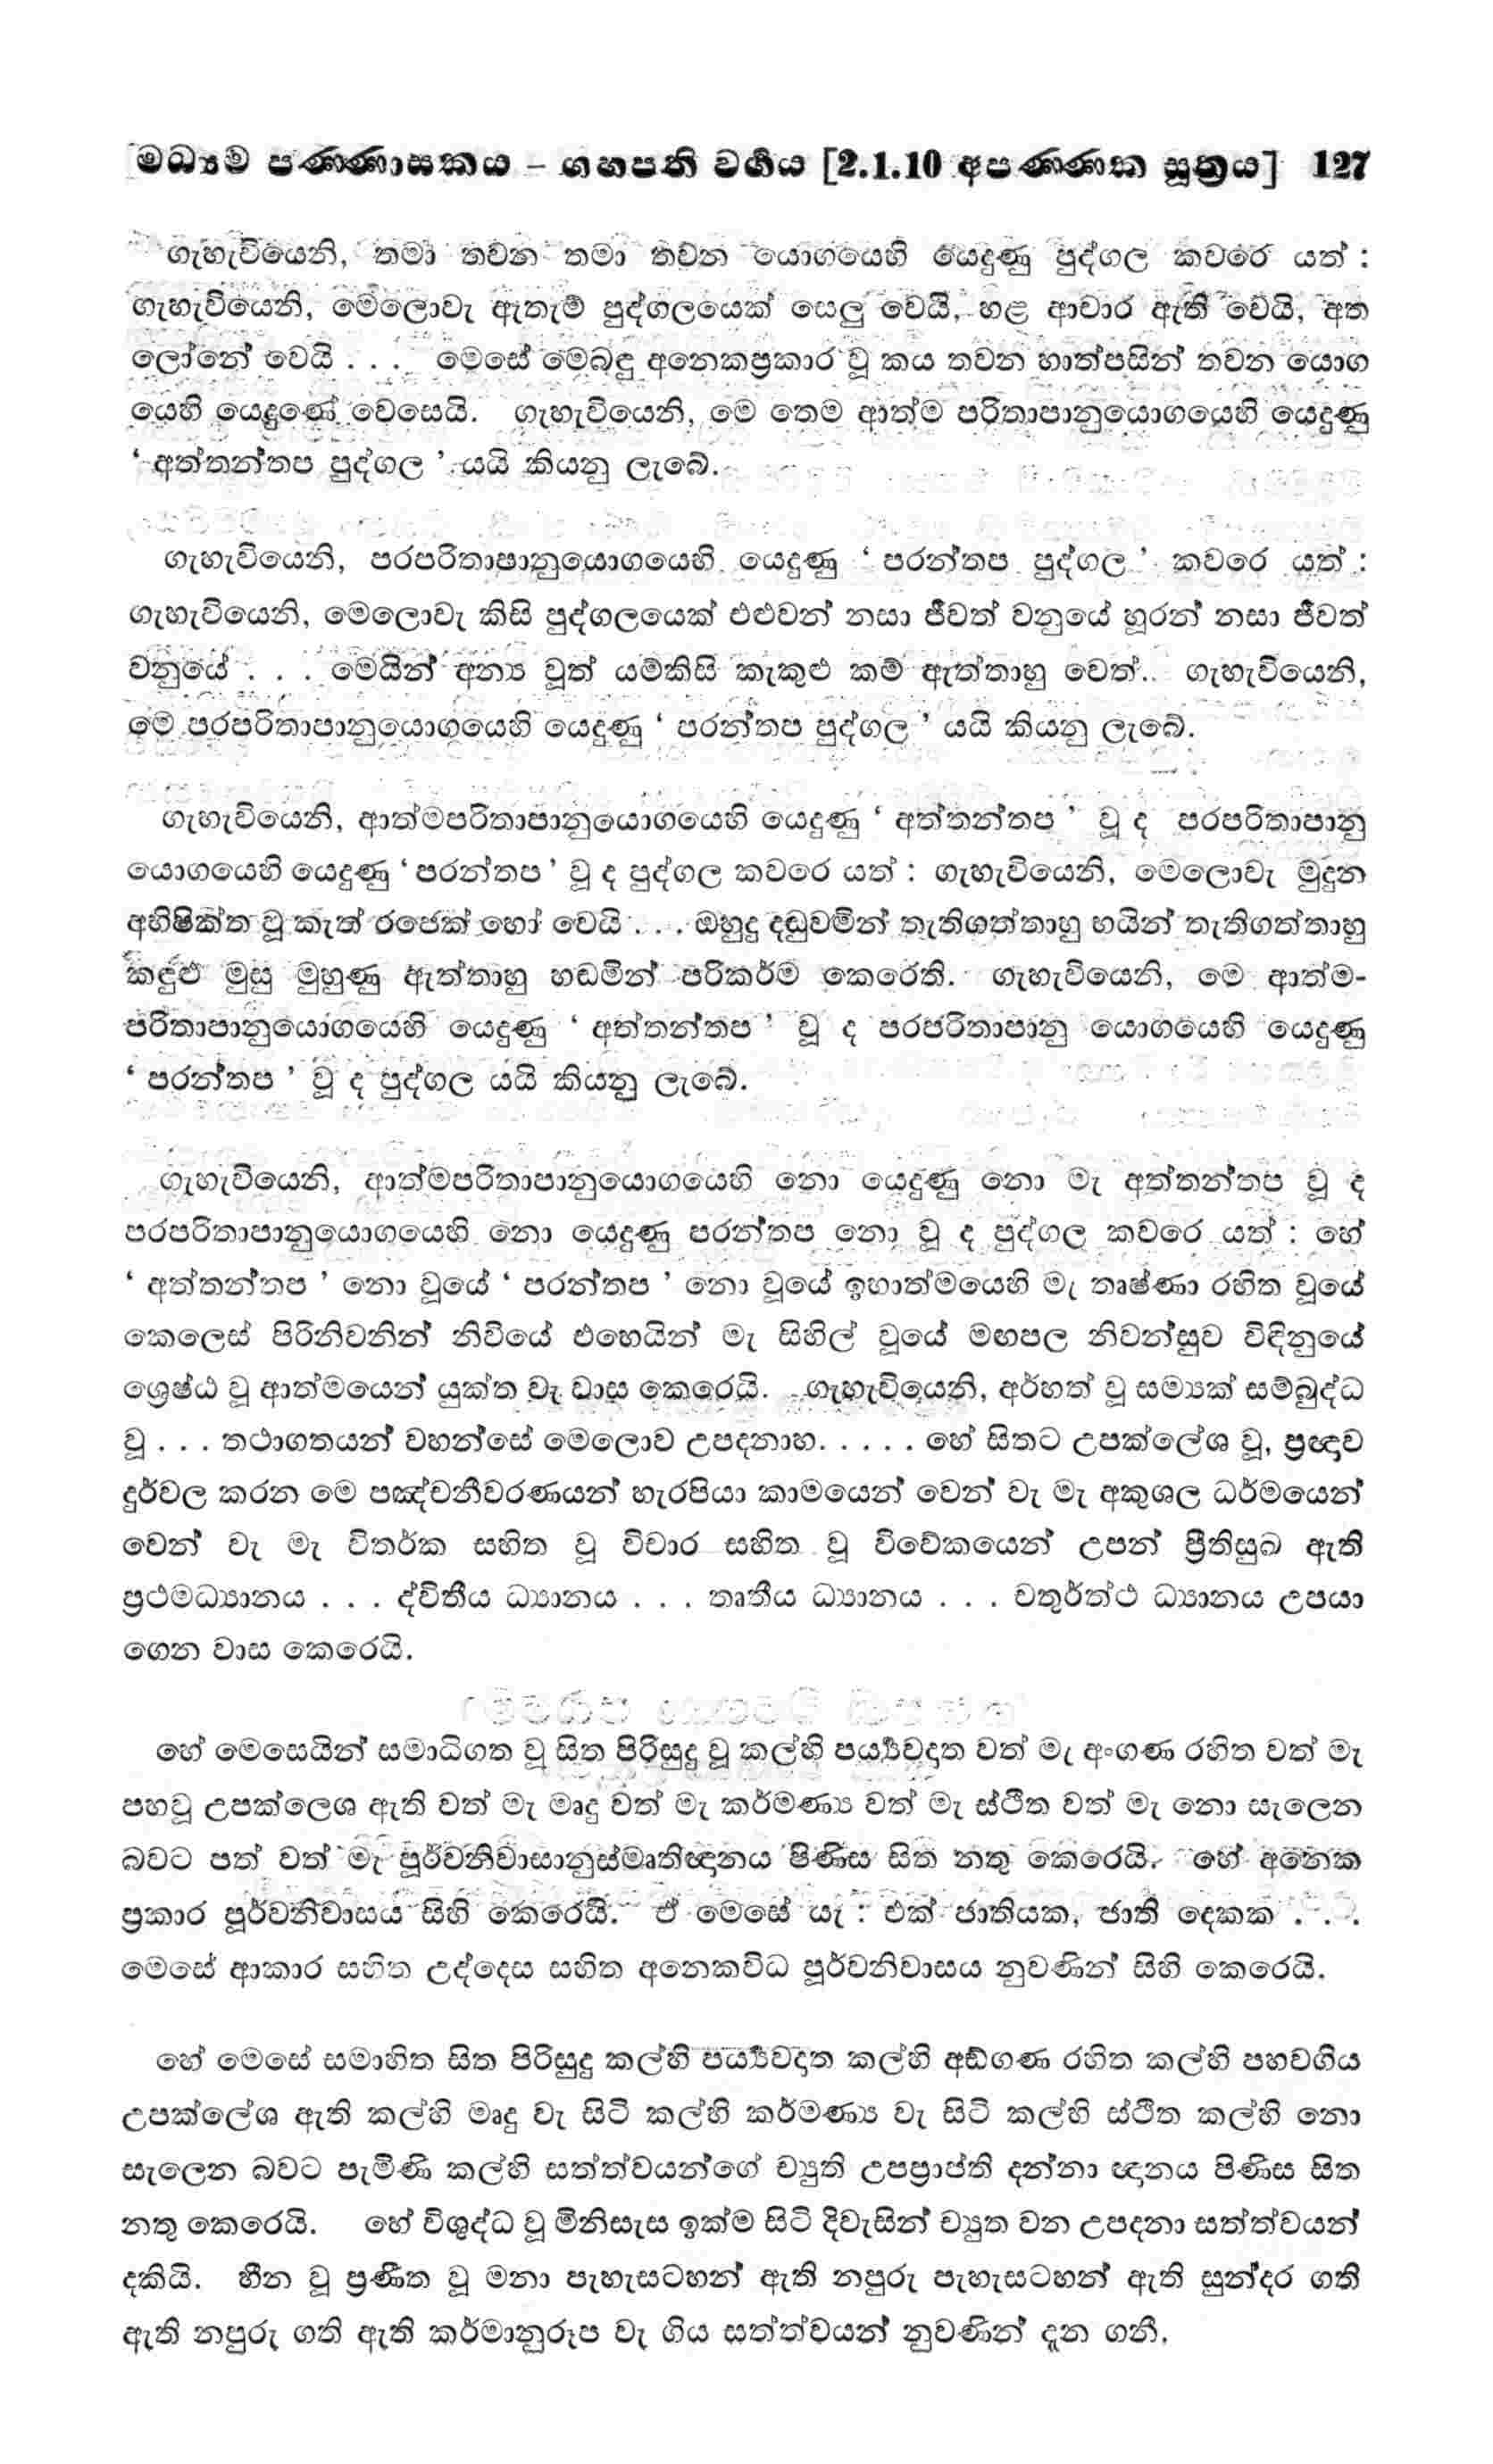 මධ්‍යම පණ්ණාසකය – ගහපති වර්‍ගය [2.1.10 අපණ්ණක සූත්‍රය] 127
ගැහැවියෙනි, තමා තවන තමා තවන යොගයෙහි යෙදුණු පුද්ගල කවරෙ යත් :
ගැහැවියෙනි, මෙලොවැ ඇතැම් පුද්ගලයෙක් සෙලු වෙයි, හළ ආචාර ඇති වෙයි, අත
ලෝනේ වෙයි . . . මෙසේ මෙබඳු අනෙකප්‍රකාර වූ කය තවන හාත්පසින් තවන යොග
යෙහි යෙදුණේ වෙසෙයි. ගැහැවියෙනි, මෙ තෙම ආත්ම පරිතාපානුයොගයෙහි යෙදුණු
‘ අත්තන්තප පුද්ගල ’ යයි කියනු ලැබේ.
ගැහැවියෙනි, පරපරිතාපානුයොගයෙහි යෙදුණු ‘ පරන්තප පුද්ගල ’ කවරෙ යත් :
ගැහැවියෙනි, මෙලොවැ කිසි පුද්ගලයෙක් එළුවන් නසා ජීවත් වනුයේ හූරන් නසා ජීවත්
වනුයේ . . . මෙයින් අන්‍ය වූත් යම්කිසි කැකුළු කම් ඇත්තාහු වෙත්. ගැහැවියෙනි,
මෙ පරපරිතාපානුයොගයෙහි යෙදුණු ‘ පරන්තප පුද්ගල ’ යයි කියනු ලැබේ.
ගැහැවියෙනි, ආත්මපරිතාපානුයොගයෙහි යෙදුණු ‘ අත්තන්තප ’ වූ ද පරපරිතාපානු
යොගයෙහි යෙදුණු ‘ පරන්තප ’ වූ ද පුද්ගල කවරෙ යත් : ගැහැවියෙනි, මෙලොවැ මුදුන
අභිෂික්ත වූ කැත් රජෙක් හෝ වෙයි . . . ඔහුදු දඬුවමින් තැතිගත්තාහු භයින් තැතිගත්තාහු
කඳුළු මුසු මුහුණු ඇත්තාහු හඬමින් පරිකර්ම කෙරෙති. ගැහැවියෙනි, මෙ ආත්ම-
පරිතාපානුයොගයෙහි යෙදුණු ‘ අත්තන්තප ’ වූ ද පරපරිතාපානු යොගයෙහි යෙදුණු
‘ පරන්තප ’ වූ ද පුද්ගල යයි කියනු ලැබේ.
ගැහැවියෙනි, ආත්මපරිතාපානුයොගයෙහි නො යෙදුණු නො මැ අත්තන්තප වූ ද
පරපරිතාපානුයොගයෙහි නො යෙදුණු පරන්තප නො වූ ද පුද්ගල කවරෙ යත් : හේ
‘ අත්තන්තප ’ නො වූයේ ‘ පරන්තප ’ නො වූයේ ඉහාත්මයෙහි මැ තෘෂ්ණා රහිත වූයේ
කෙලෙස් පිරිනිවනින් නිවියේ එහෙයින් මැ සිහිල් වූයේ මඟපල නිවන්සුව විඳිනුයේ
ශ්‍රෙෂ්ඨ වූ ආත්මයෙන් යුක්ත වැ වාස කෙරෙයි. ගැහැවියෙනි, අර්හත් වූ සම්‍යක් සම්බුද්ධ
වූ . . . තථාගතයන් වහන්සේ මෙලොව උපදනාහ. . . . . හේ සිතට උපක්ලේශ වූ, ප්‍රඥාව
දුර්වල කරන මෙ පඤ්චනීවරණයන් හැරපියා කාමයෙන් වෙන් වැ මැ අකුශල ධර්මයෙන්
වෙන් වැ මැ විතර්ක සහිත වූ විචාර සහිත වූ විවේකයෙන් උපන් ප්‍රීතිසුඛ ඇති
ප්‍රථමධ්‍යානය . . . ද්විතීය ධ්‍යානය . . . තෘතීය ධ්‍යානය . . . චතුර්ත්ථ ධ්‍යානය උපයා
ගෙන වාස කෙරෙයි.
හේ මෙසෙයින් සමාධිගත වූ සිත පිරිසුදු වූ කල්හි පර්‍ය්‍යවදාත වත් මැ අංගණ රහිත වත් මැ
පහවූ උපක්ලෙශ ඇති වත් මැ මෘදු වත් මැ කර්මණ්‍ය වත් මැ ස්ථිත වත් මැ නො සැලෙන
බවට පත් වත් මැ පූර්වනිවාසානුස්මෘතිඥානය පිණිස සිත නතු කෙරෙයි. හේ අනෙක
ප්‍රකාර පූර්වනිවාසය සිහි කෙරෙයි. ඒ මෙසේ යැ : එක් ජාතියක, ජාති දෙකක . . .
මෙසේ ආකාර සහිත උද්දෙස සහිත අනෙකවිධ පූර්වනිවාසය නුවණින් සිහි කෙරෙයි.
හේ මෙසේ සමාහිත සිත පිරිසුදු කල්හි පර්‍ය්‍යවදාත කල්හි අඞ්ගණ රහිත කල්හි පහවගිය
උපක්ලේශ ඇති කල්හි මෘදු වැ සිටි කල්හි කර්මණ්‍ය වැ සිටි කල්හි ස්ථිත කල්හි නො
සැලෙන බවට පැමිණි කල්හි සත්ත්වයන්ගේ ච්‍යුති උපප්‍රාප්ති දන්නා ඥානය පිණිස සිත
නතු කෙරෙයි. හේ විශුද්ධ වූ මිනිසැස ඉක්ම සිටි දිවැසින් ච්‍යුත වන උපදනා සත්ත්වයන්
දකියි. හීන වූ ප්‍රණීත වූ මනා පැහැසටහන් ඇති නපුරු පැහැසටහන් ඇති සුන්දර ගති
ඇති නපුරු ගති ඇති කර්මානුරූප වැ ගිය සත්ත්වයන් නුවණින් දැන ගනී.